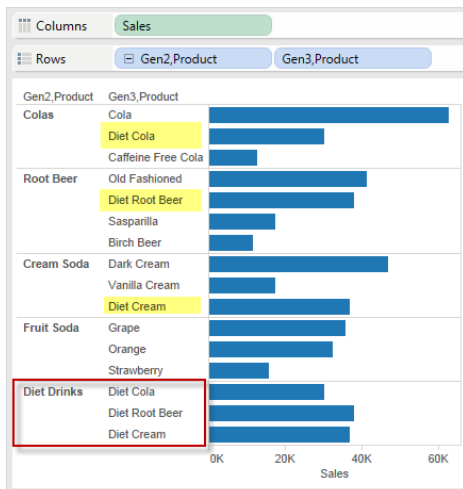 Columns Sales
Rows Gen2,Product Gen3,Product
Gen2,Product Gen3,Product
Colas Cola
Diet Cola
Caffeine Free Cola
Root Beer Old Fashioned
Diet Root Beer
Sasparilla
Birch Beer
Cream Soda Dark Cream
Vanilla Cream
Diet Cream
Fruit Soda Grape
Orange
Strawberry
Diet Drinks Diet Cola
Diet Root Beer
Diet Cream
0K 20K 40K 60K
Sales